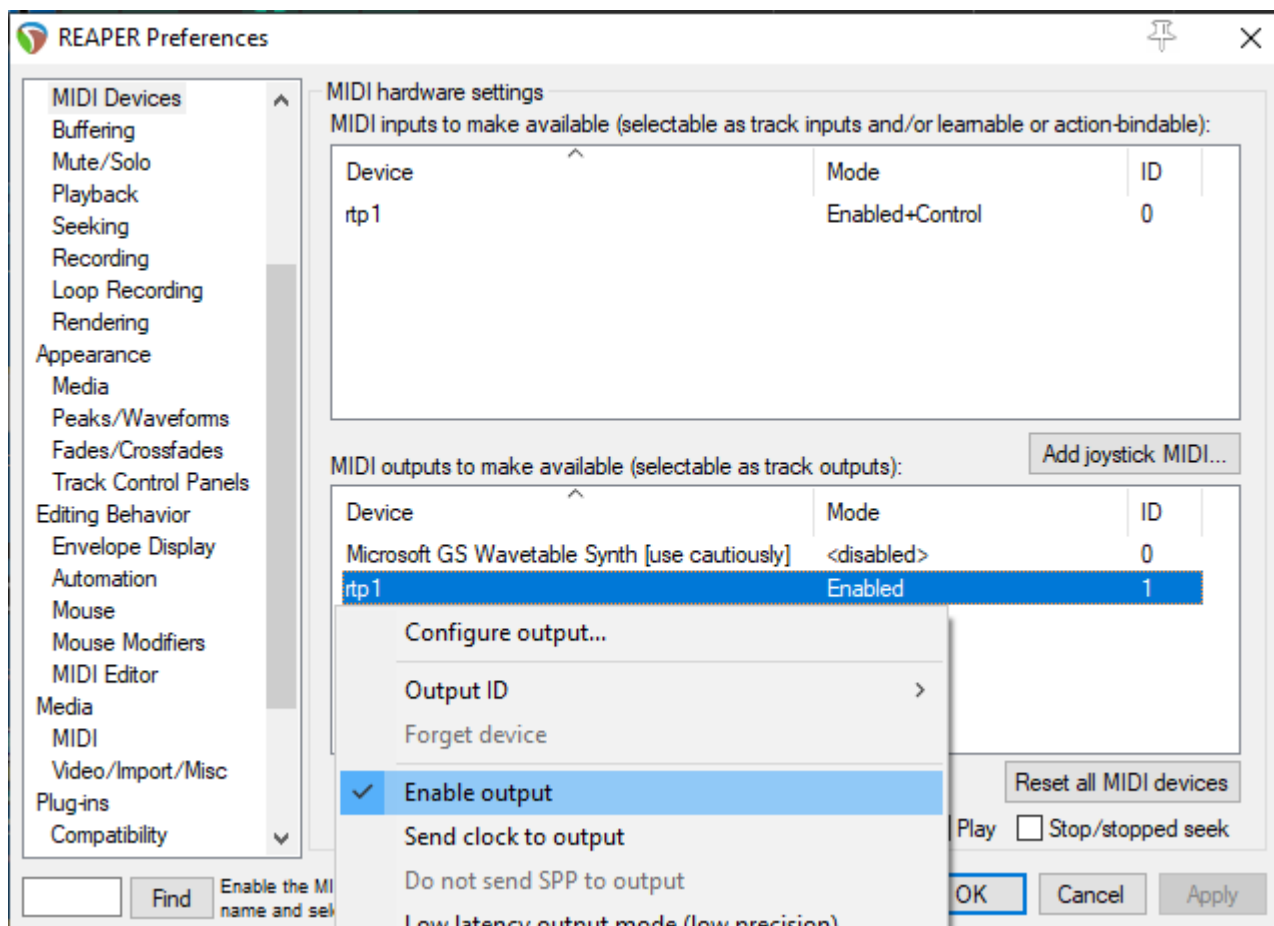 REAPER Preferences
MIDI Devices
Buffering
Mute/Solo
Playback
Seeking
Recording
Loop Recording
Rendering
Appearance
Media
Peaks/Waveforms
Fades/Crossfades
Track Control Panels
Editing Behavior
Envelope Display
Automation
Mouse
Mouse Modifiers
MIDI Editor
Media
MIDI
Video/Import/Misc
Plug-ins
Compatibility
MIDI hardware settings
MIDI inputs to make available (selectable as track inputs and/or learnable or action-bindable):
Device Mode ID
rtp1 Enabled+Control 0
Add joystick MIDI...
MIDI outputs to make available (selectable as track outputs):
Device Mode ID
Microsoft GS Wavetable Synth [use cautiously] <disabled> 0
rtp1 Enabled 1
Configure output...
Output ID
Forget device
Enable output
Send clock to output
Do not send SPP to output
Low latency output mode (low precision)
Reset all MIDI devices
Play Stop/stopped seek
Find
Enable the MI
name and sel
OK Cancel Apply